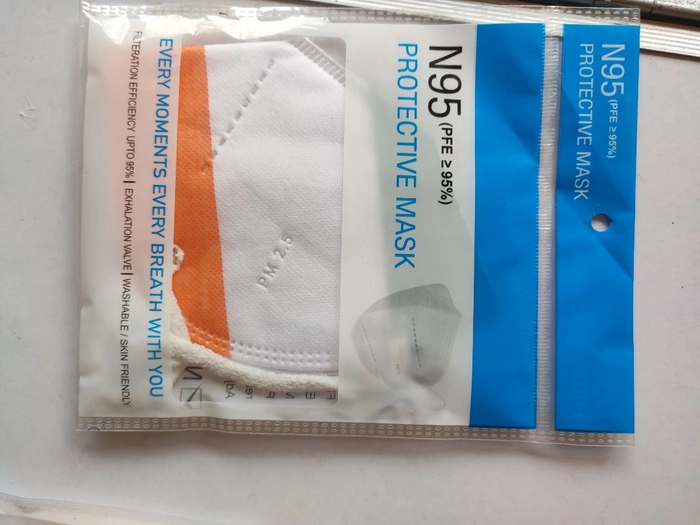 N95 (PFE ≥ 95%)
PROTECTIVE MASK
N95 (PFE ≥ 95%)
PROTECTIVE MASK
PM 2.5
EVERY MOMENTS EVERY BREATH WITH YOU
FILTERATION EFFICIENCY UPTO 95% | EXHALATION VALVE | WASHABLE / SKIN FRIENDLY